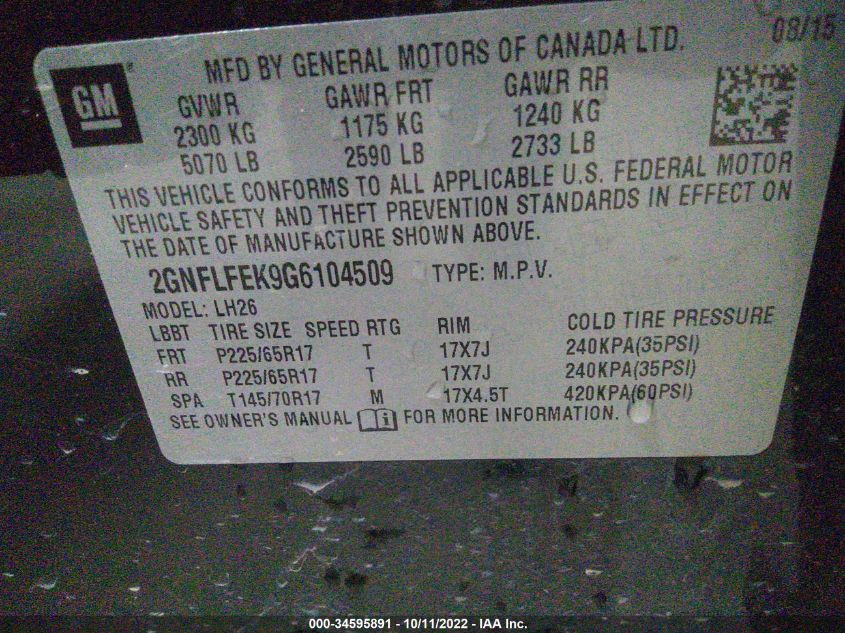 MFD BY GENERAL MOTORS OF CANADA LTD. 08/15
GM
GVWR GAWR FRT GAWR RR
2300 KG 1175 KG 1240 KG
5070 LB 2590 LB 2733 LB
THIS VEHICLE CONFORMS TO ALL APPLICABLE U.S. FEDERAL MOTOR
VEHICLE SAFETY AND THEFT PREVENTION STANDARDS IN EFFECT ON
THE DATE OF MANUFACTURE SHOWN ABOVE.
2GNFLFEK9G6104509 TYPE: M.P.V.
MODEL: LH26
LBBT TIRE SIZE SPEED RTG RIM COLD TIRE PRESSURE
FRT P225/65R17 T 17X7J 240KPA(35PSI)
RR P225/65R17 T 17X7J 240KPA(35PSI)
SPA T145/70R17 M 17X4.5T 420KPA(60PSI)
SEE OWNER'S MANUAL FOR MORE INFORMATION.
000-34595891 - 10/11/2022 - IAA Inc.